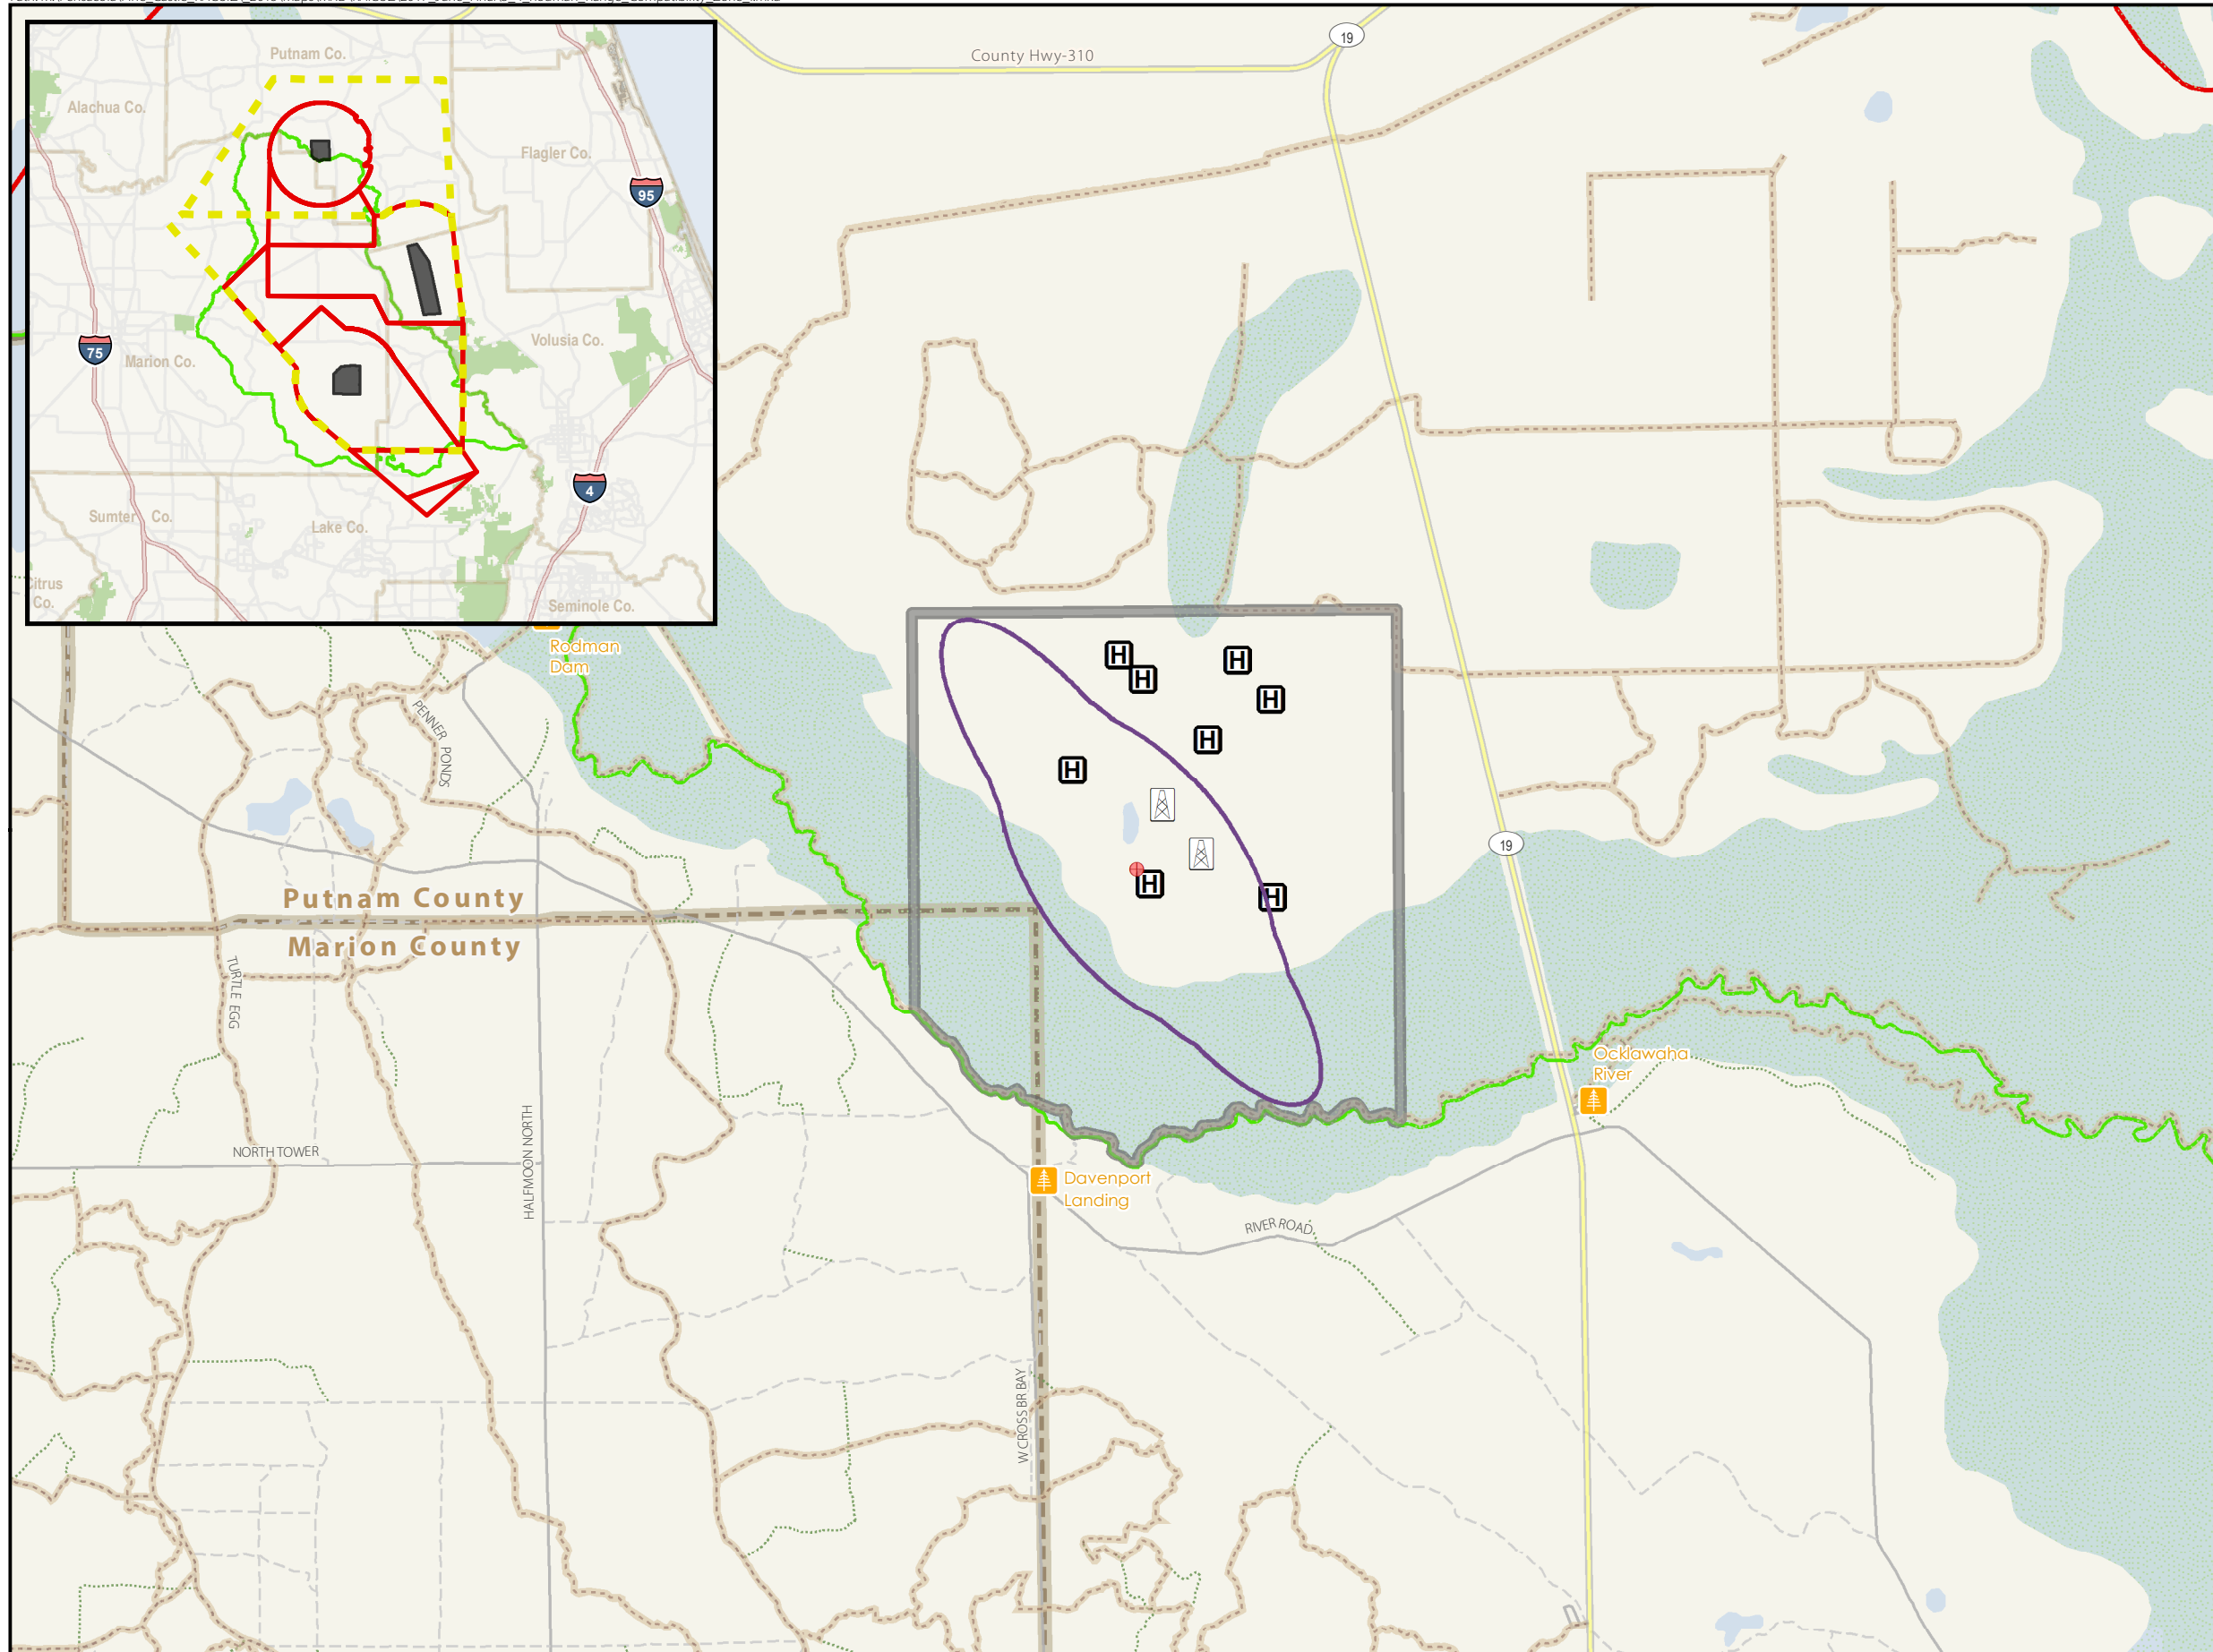 County Hwy-310
19
Putnam Co.
Alachua Co.
Flagler Co.
95
75
Marion Co.
Volusia Co.
4
Sumter Co.
Lake Co.
Citrus
Co.
Seminole Co.
Rodman
Dam
H
H
H
H
H
H
H
H
PENNER PONDS
19
Putnam County
Marion County
TURTLE EGG
Ocklawaha
River
HALFMOON NORTH
NORTH TOWER
Davenport
Landing
RIVER ROAD
W CROSS BR BAY